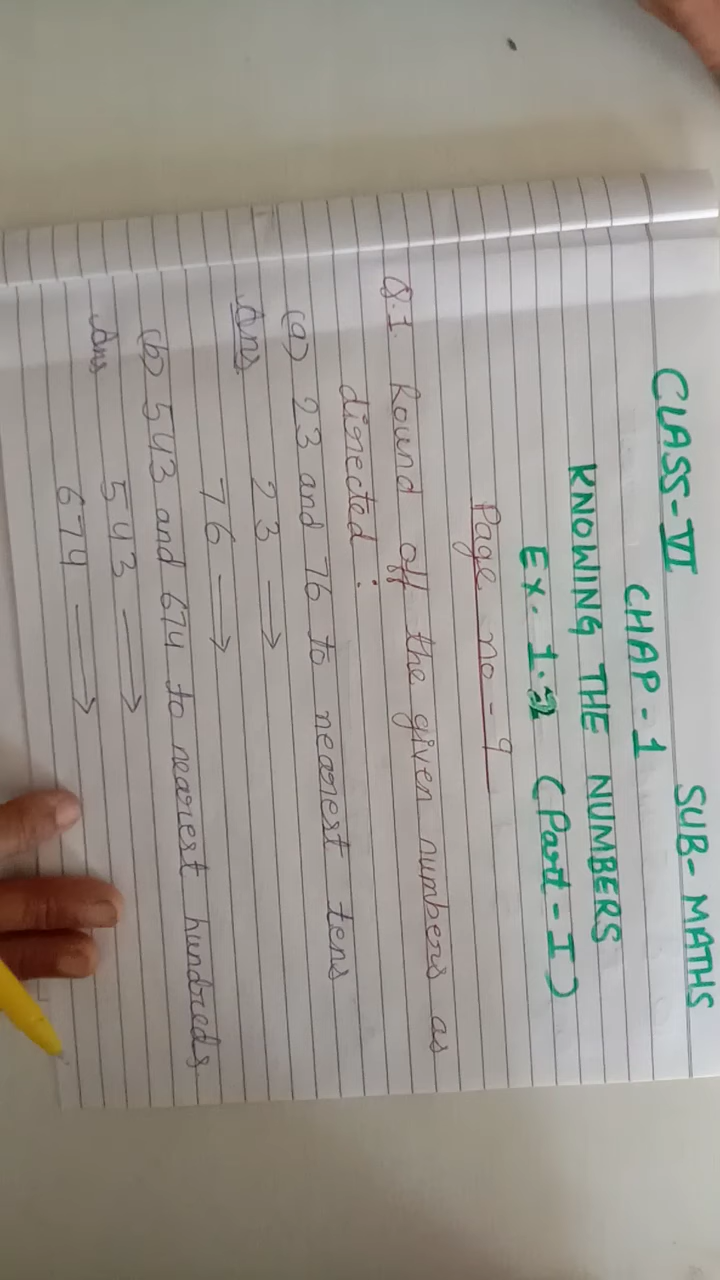 CLASS-VI SUB- MATHS
CHAP-1
KNOWING THE NUMBERS
EX. 1.2 (Part-I)
Page no - 9
Q.1. Round off the given numbers as
directed :
(a) 23 and 76 to nearest tens
Ans. 23 →
76 →
(b) 543 and 674 to nearest hundreds.
Ans 543 →
674 →